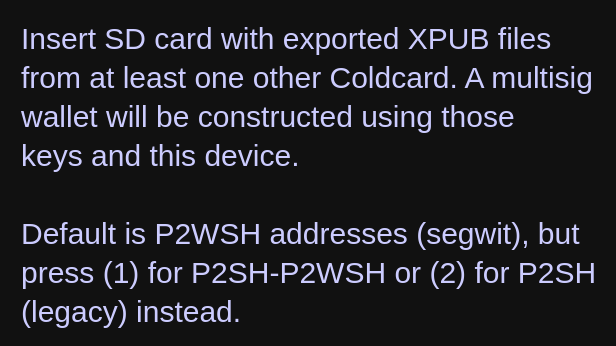 Insert SD card with exported XPUB files
from at least one other Coldcard. A multisig
wallet will be constructed using those
keys and this device.

Default is P2WSH addresses (segwit), but
press (1) for P2SH-P2WSH or (2) for P2SH
(legacy) instead.